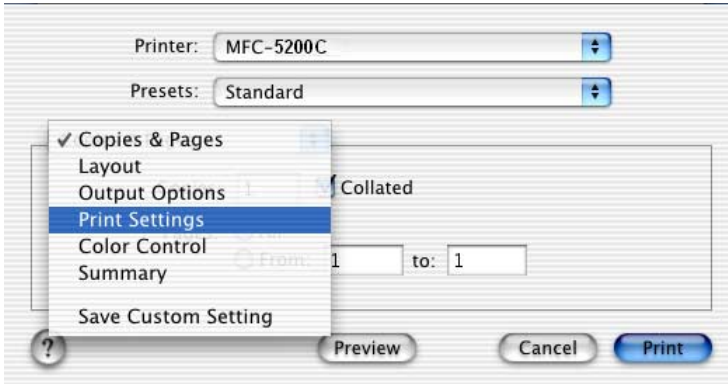 Printer: MFC-5200C
Presets: Standard
✓ Copies & Pages
Layout
Output Options 1 Collated
Print Settings
Color Control
From: 1 to: 1
Summary
Save Custom Setting
? Preview Cancel Print